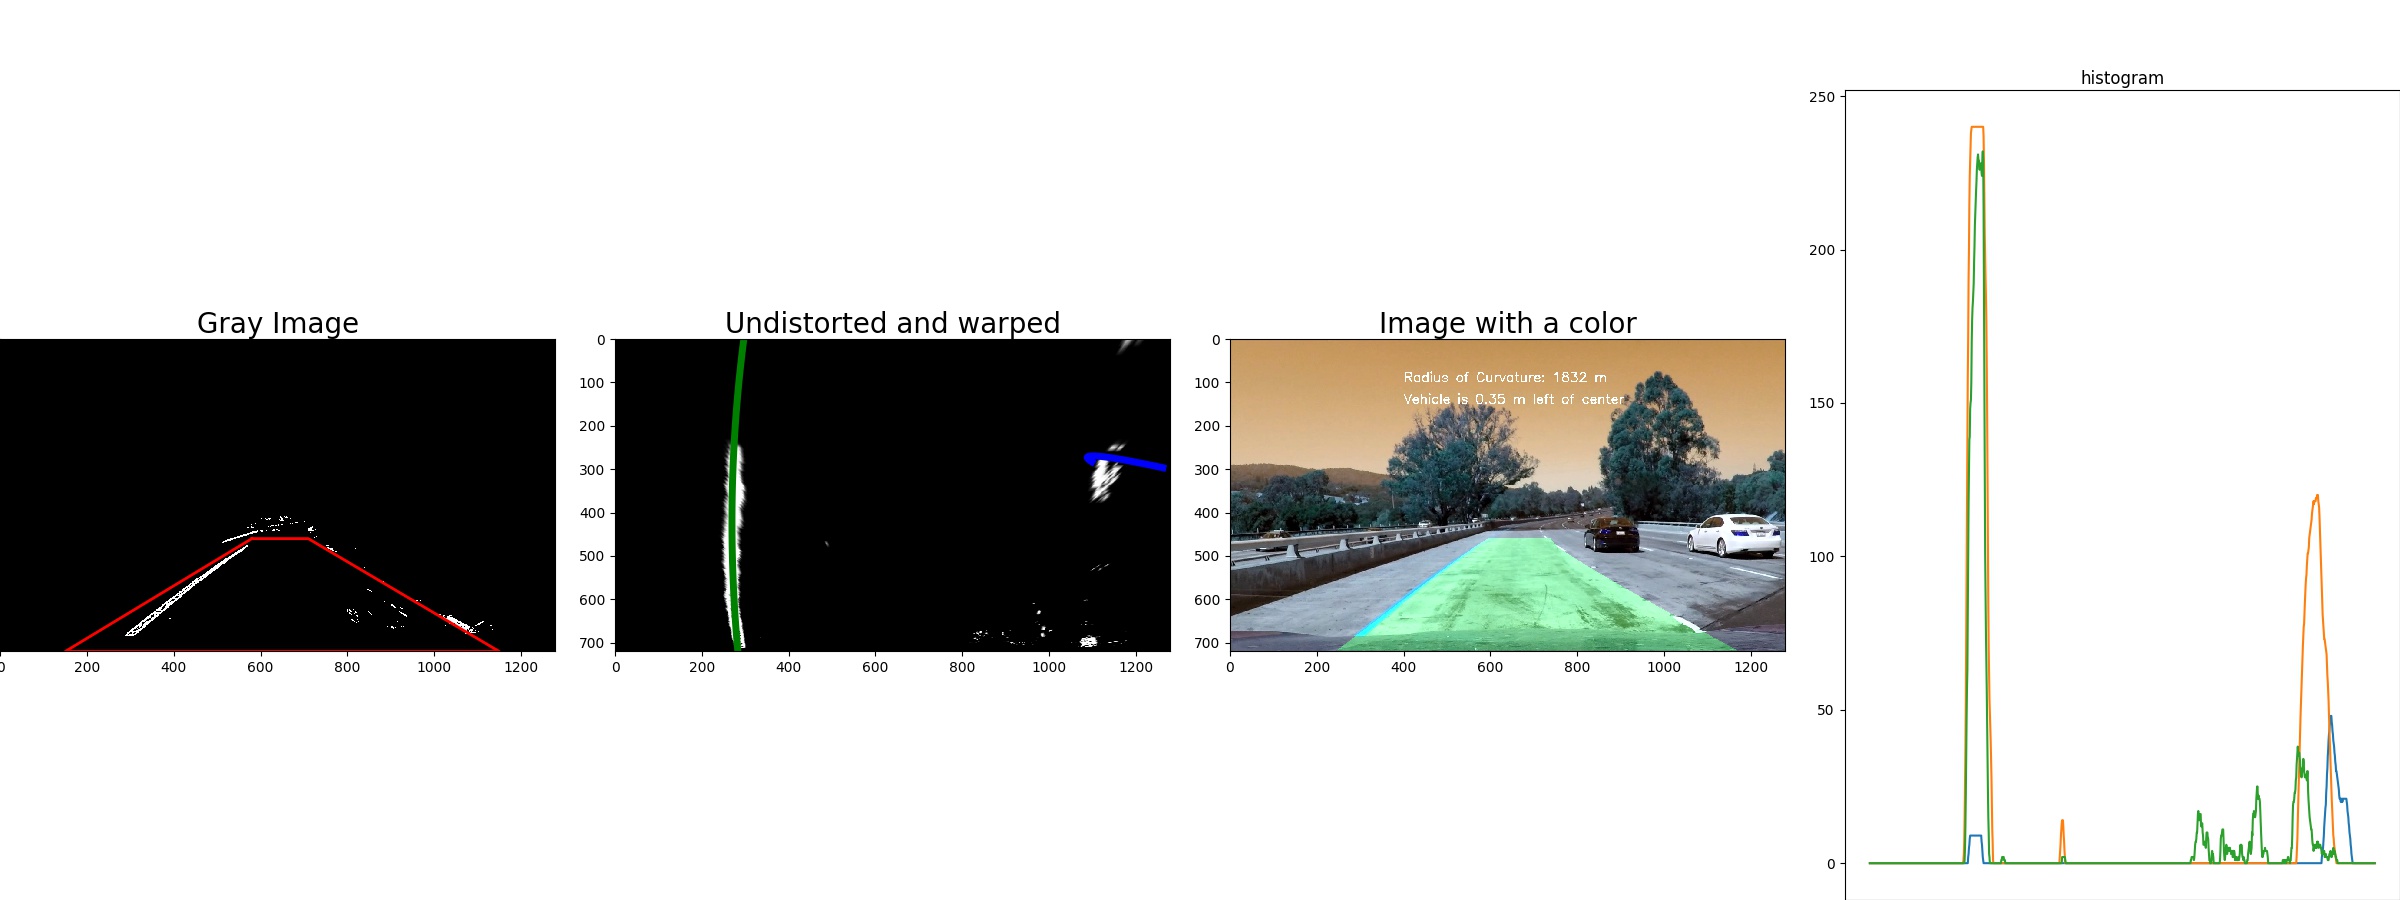 Gray Image
0 200 400 600 800 1000 1200
Undistorted and warped
0
100
200
300
400
500
600
700
0 200 400 600 800 1000 1200
Image with a color
0
100
200
300
400
500
600
700
Radius of Curvature: 1832 m
Vehicle is 0.35 m left of center
0 200 400 600 800 1000 1200
histogram
250
200
150
100
50
0